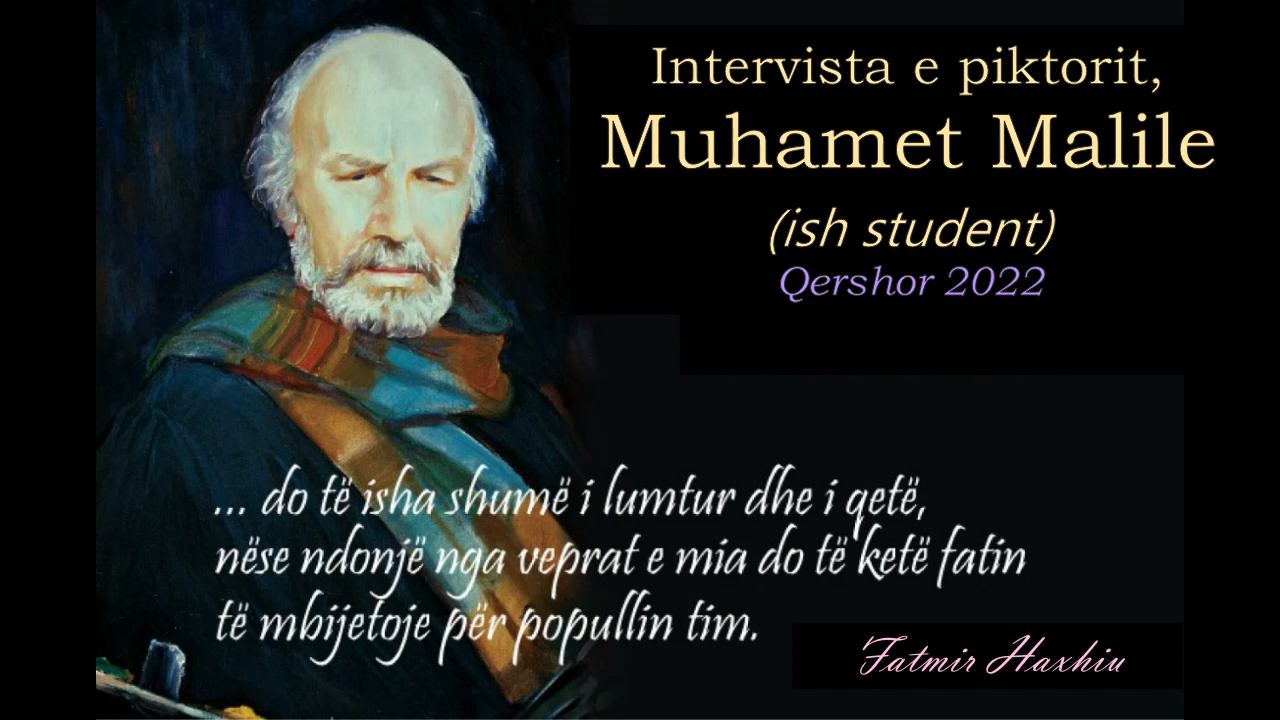 Intervista e piktorit,
Muhamet Malile
(ish student)
Qershor 2022
... do të isha shumë i lumtur dhe i qetë,
nëse ndonjë nga veprat e mia do të ketë fatin
të mbijetoje për popullin tim.
Fatmir Haxhiu